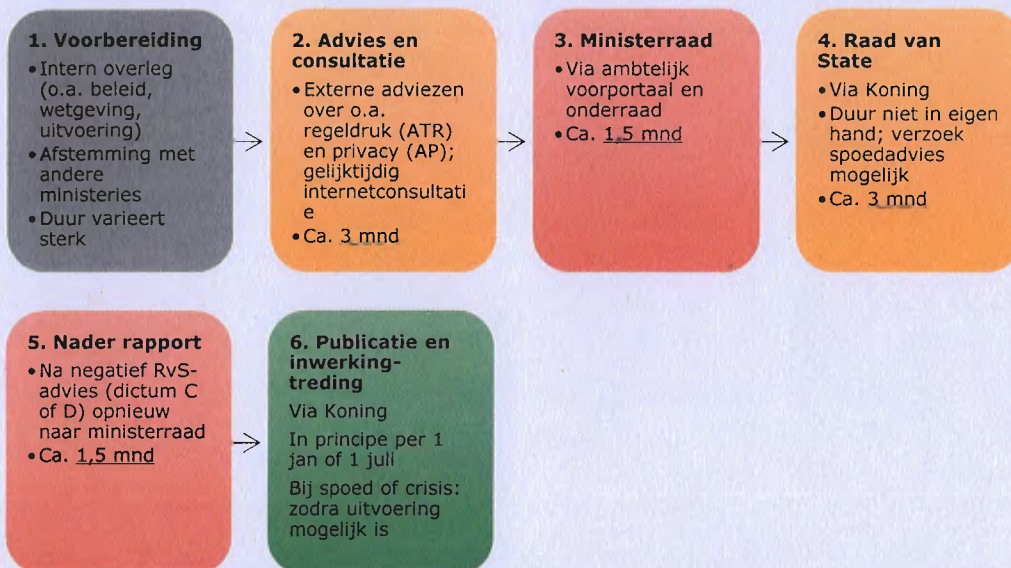 1. Voorbereiding
• Intern overleg
(o.a. beleid,
wetgeving,
uitvoering)
• Afstemming met
andere
ministeries
• Duur varieert
sterk
2. Advies en
consultatie
• Externe adviezen
over o.a.
regeldruk (ATR)
en privacy (AP);
gelijktijdig
internetconsultati
e
• Ca. 3 mnd
3. Ministerraad
• Via ambtelijk
voorportaal en
onderraad
• Ca. 1,5 mnd
4. Raad van
State
• Via Koning
• Duur niet in eigen
hand; verzoek
spoedadvies
mogelijk
• Ca. 3 mnd
5. Nader rapport
• Na negatief RvS-
advies (dictum C
of D) opnieuw
naar ministerraad
• Ca. 1,5 mnd
6. Publicatie en
inwerking-
treding
Via Koning
In principe per 1
jan of 1 juli
Bij spoed of crisis:
zodra uitvoering
mogelijk is